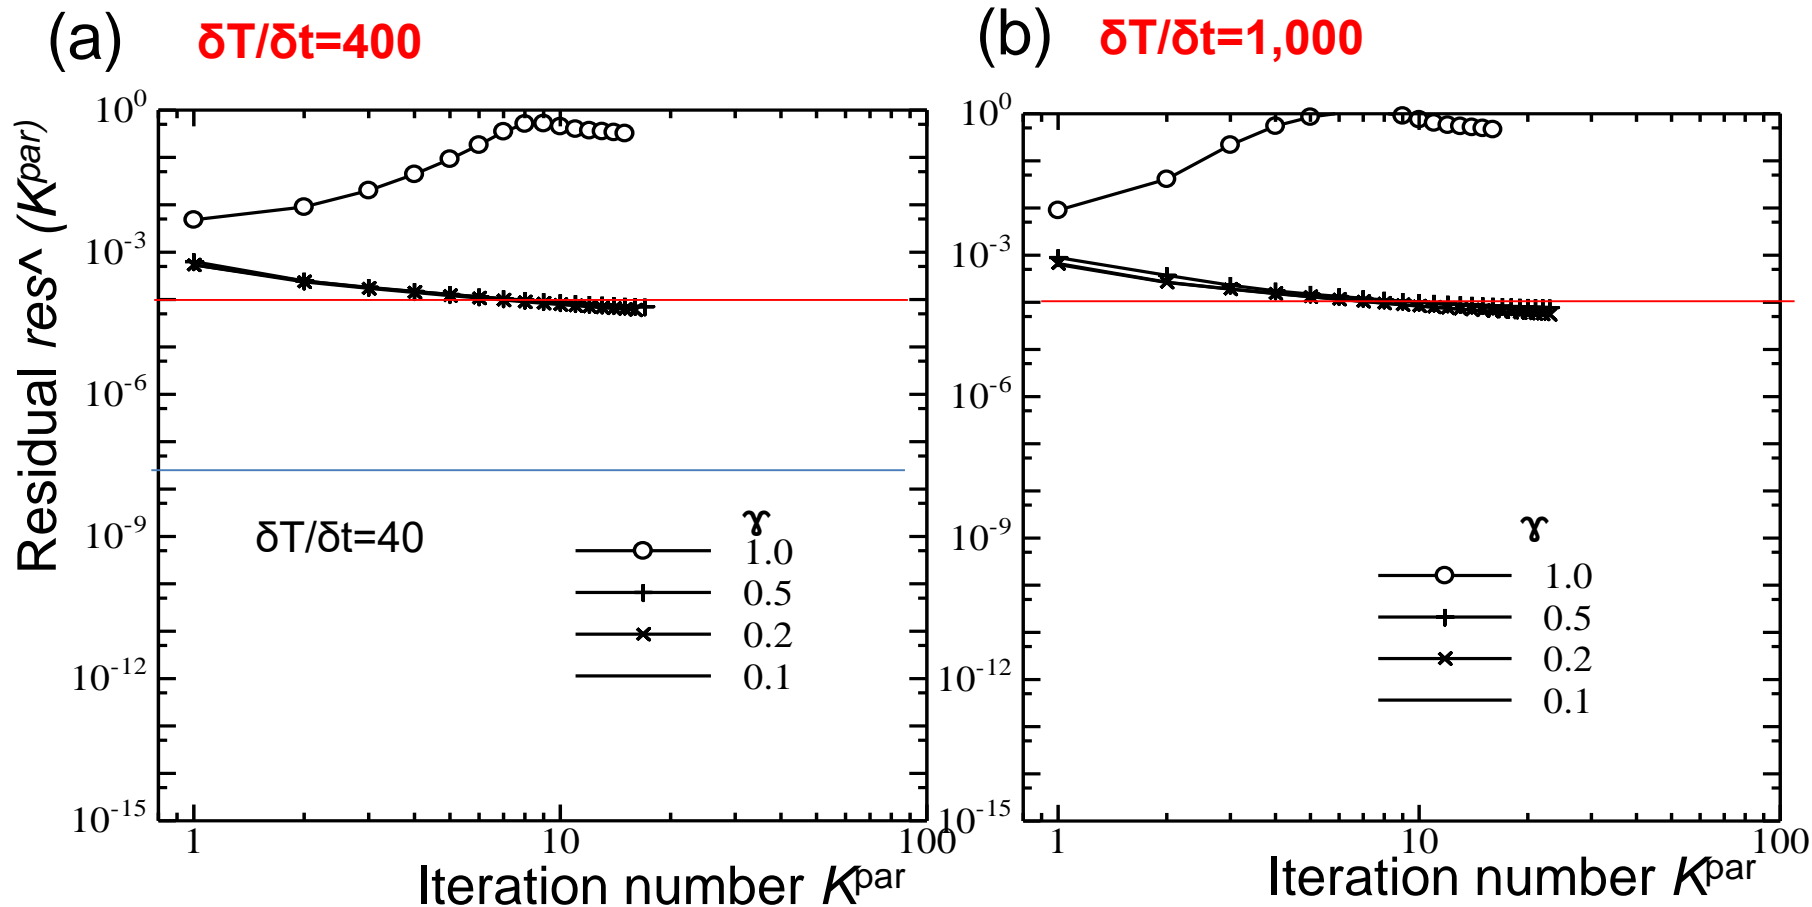 (a) δT/δt=400
Residual res^ (K^par)
10^0
10^-3
10^-6
10^-9
10^-12
10^-15
1 10 100
Iteration number K^par
δT/δt=40
ɤ
1.0
0.5
0.2
0.1
(b) δT/δt=1,000
10^0
10^-3
10^-6
10^-9
10^-12
10^-15
1 10 100
Iteration number K^par
ɤ
1.0
0.5
0.2
0.1